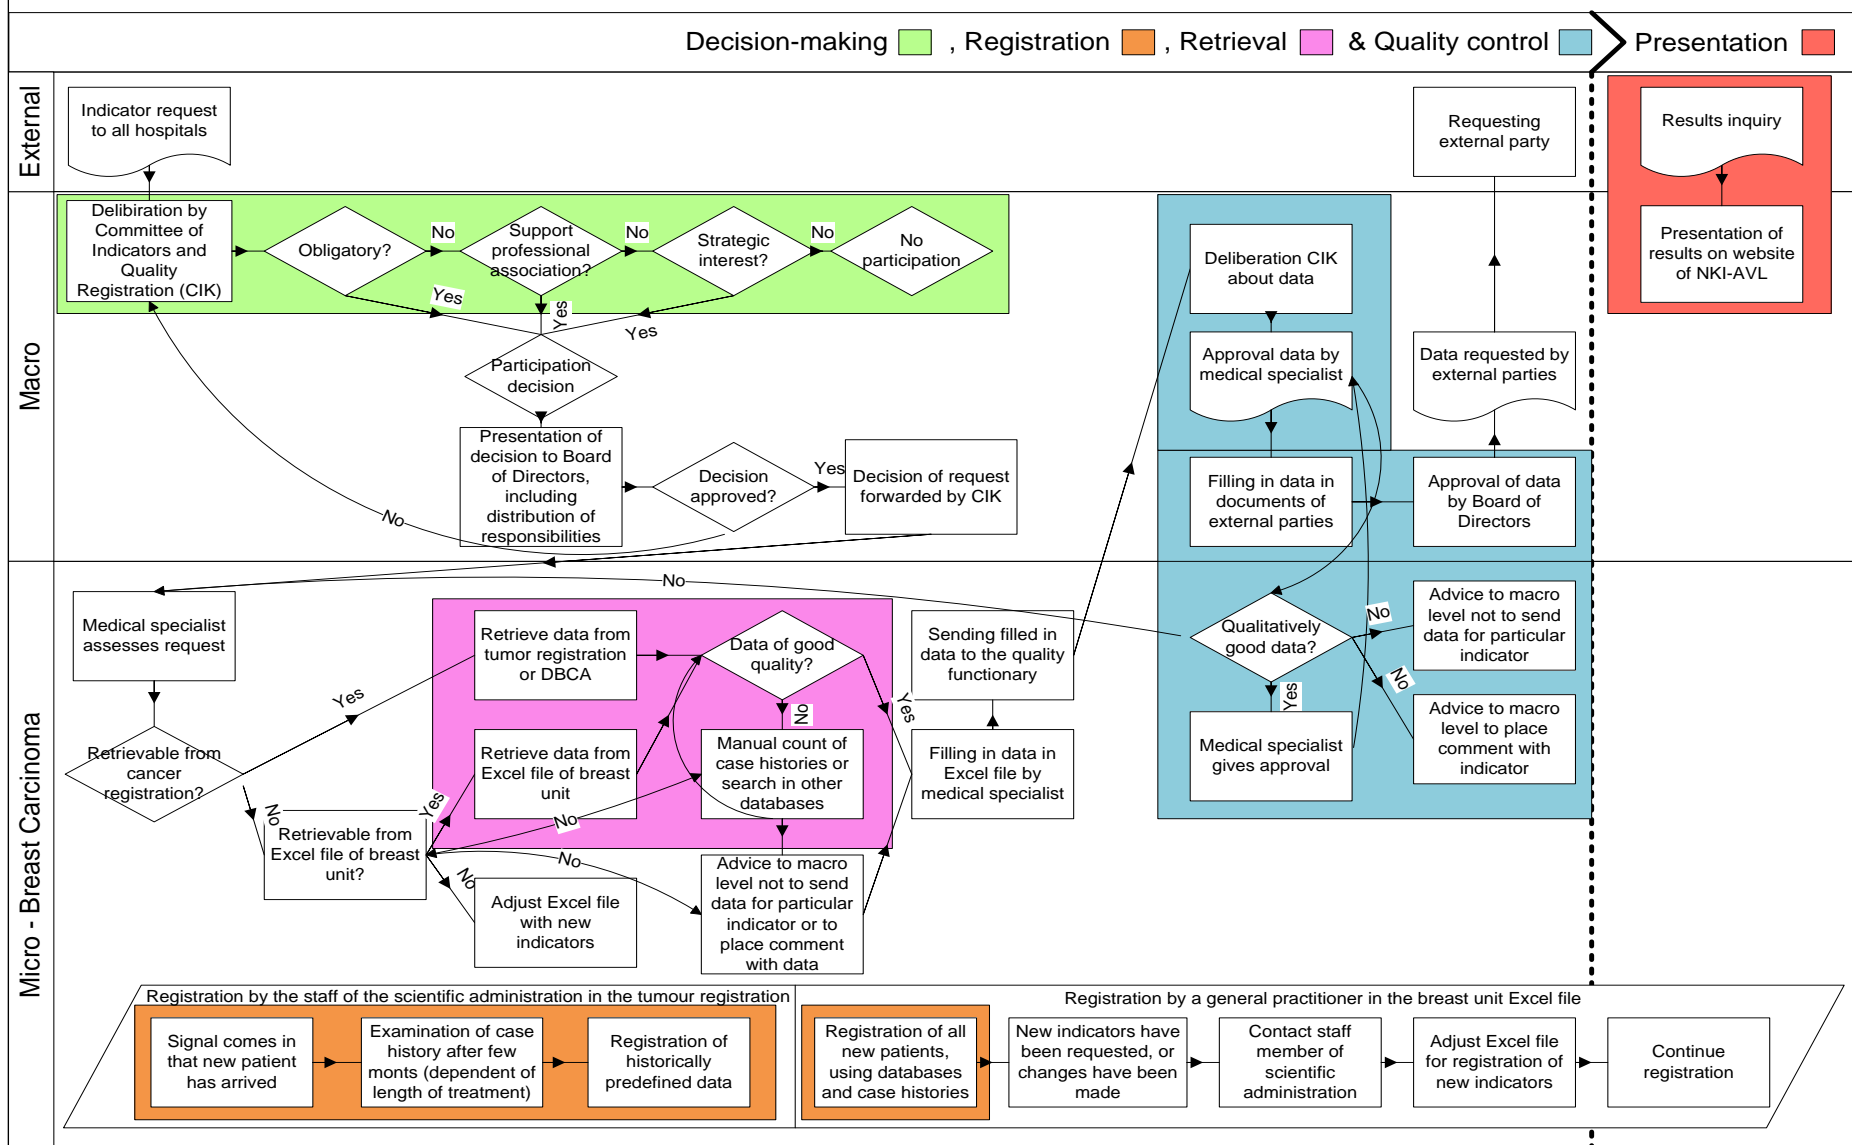 Decision-making , Registration , Retrieval & Quality control Presentation
External
Indicator request
to all hospitals
Requesting
external party
Results inquiry
Macro
Delibiration by
Committee of
Indicators and
Quality
Registration (CIK)
Obligatory?
No
Support
professional
association?
No
Strategic
interest?
No
No
participation
Yes
Yes
Yes
Participation
decision
Presentation of
decision to Board
of Directors,
including
distribution of
responsibilities
Decision
approved?
Yes
Decision of request
forwarded by CIK
No
Deliberation CIK
about data
Approval data by
medical specialist
Filling in data in
documents of
external parties
Data requested by
external parties
Approval of data
by Board of
Directors
Presentation of
results on website
of NKI-AVL
Micro - Breast Carcinoma
No
Medical specialist
assesses request
Retrievable from
cancer
registration?
Yes
No
Retrievable from
Excel file of breast
unit?
Yes
No
No
No
Retrieve data from
tumor registration
or DBCA
Retrieve data from
Excel file of breast
unit
Adjust Excel file
with new
indicators
Data of good
quality?
No
Yes
Manual count of
case histories or
search in other
databases
Advice to macro
level not to send
data for particular
indicator or to
place comment
with data
Sending filled in
data to the quality
functionary
Filling in data in
Excel file by
medical specialist
Qualitatively
good data?
No
No
Yes
Medical specialist
gives approval
Advice to macro
level not to send
data for particular
indicator
Advice to macro
level to place
comment with
indicator
Registration by the staff of the scientific administration in the tumour registration
Signal comes in
that new patient
has arrived
Examination of case
history after few
monts (dependent of
length of treatment)
Registration of
historically
predefined data
Registration by a general practitioner in the breast unit Excel file
Registration of all
new patients,
using databases
and case histories
New indicators have
been requested, or
changes have been
made
Contact staff
member of
scientific
administration
Adjust Excel file
for registration of
new indicators
Continue
registration